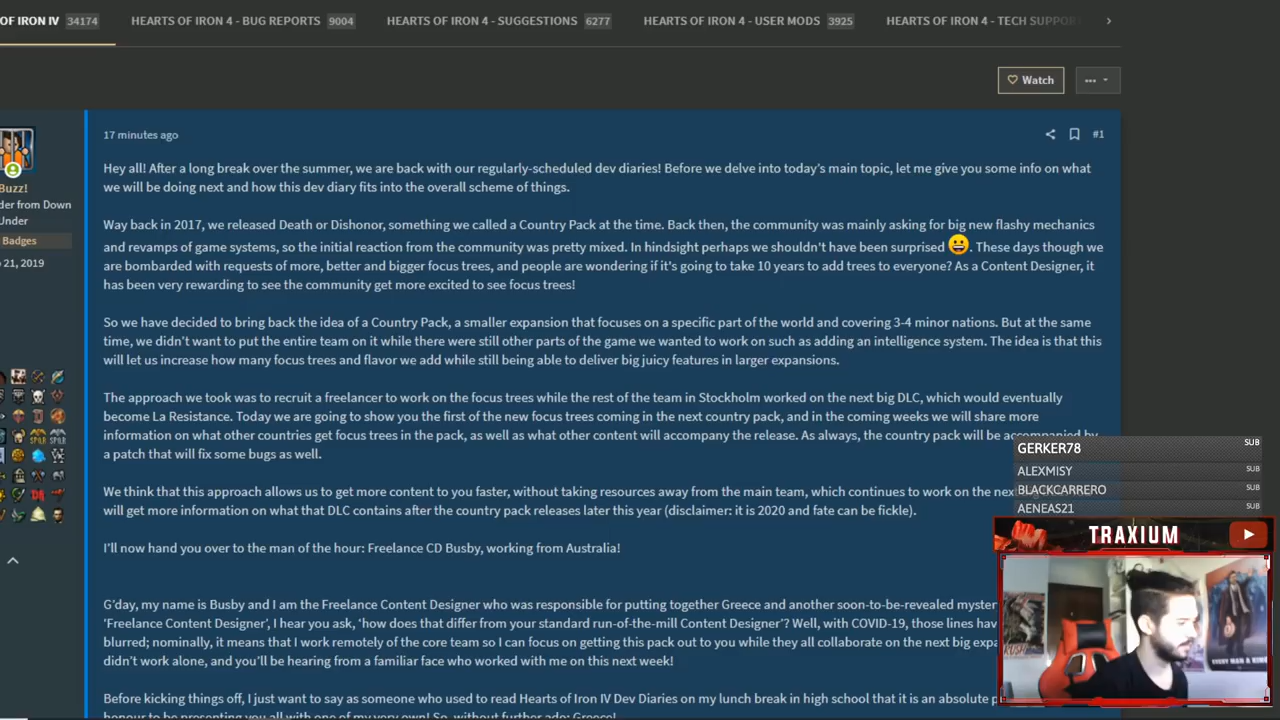 OF IRON IV 34174 HEARTS OF IRON 4 - BUG REPORTS 9004 HEARTS OF IRON 4 - SUGGESTIONS 6277 HEARTS OF IRON 4 - USER MODS 3925 HEARTS OF IRON 4 - TECH SUPPOR
Watch
17 minutes ago
#1
Buzz!
der from Down
Under
Badges
21, 2019
Hey all! After a long break over the summer, we are back with our regularly-scheduled dev diaries! Before we delve into today's main topic, let me give you some info on what
we will be doing next and how this dev diary fits into the overall scheme of things.
Way back in 2017, we released Death or Dishonor, something we called a Country Pack at the time. Back then, the community was mainly asking for big new flashy mechanics
and revamps of game systems, so the initial reaction from the community was pretty mixed. In hindsight perhaps we shouldn't have been surprised 😀. These days though we
are bombarded with requests of more, better and bigger focus trees, and people are wondering if it's going to take 10 years to add trees to everyone? As a Content Designer, it
has been very rewarding to see the community get more excited to see focus trees!
So we have decided to bring back the idea of a Country Pack, a smaller expansion that focuses on a specific part of the world and covering 3-4 minor nations. But at the same
time, we didn't want to put the entire team on it while there were still other parts of the game we wanted to work on such as adding an intelligence system. The idea is that this
will let us increase how many focus trees and flavor we add while still being able to deliver big juicy features in larger expansions.
The approach we took was to recruit a freelancer to work on the focus trees while the rest of the team in Stockholm worked on the next big DLC, which would eventually
become La Resistance. Today we are going to show you the first of the new focus trees coming in the next country pack, and in the coming weeks we will share more
information on what other countries get focus trees in the pack, as well as what other content will accompany the release. As always, the country pack will be accompanied by
a patch that will fix some bugs as well.
We think that this approach allows us to get more content to you faster, without taking resources away from the main team, which continues to work on the nex
will get more information on what that DLC contains after the country pack releases later this year (disclaimer: it is 2020 and fate can be fickle).
I'll now hand you over to the man of the hour: Freelance CD Busby, working from Australia!
G'day, my name is Busby and I am the Freelance Content Designer who was responsible for putting together Greece and another soon-to-be-revealed myster
'Freelance Content Designer', I hear you ask, 'how does that differ from your standard run-of-the-mill Content Designer'? Well, with COVID-19, those lines hav
blurred; nominally, it means that I work remotely of the core team so I can focus on getting this pack out to you while they all collaborate on the next big expa
didn't work alone, and you'll be hearing from a familiar face who worked with me on this next week!
Before kicking things off, I just want to say as someone who used to read Hearts of Iron IV Dev Diaries on my lunch break in high school that it is an absolute p
honour to be presenting you all with one of my very own! So, without further ado: Greece!
GERKER78 SUB
ALEXMISY SUB
BLACKCARRERO SUB
AENEAS21 SUB
TRAXIUM
EVERY MAN A KING